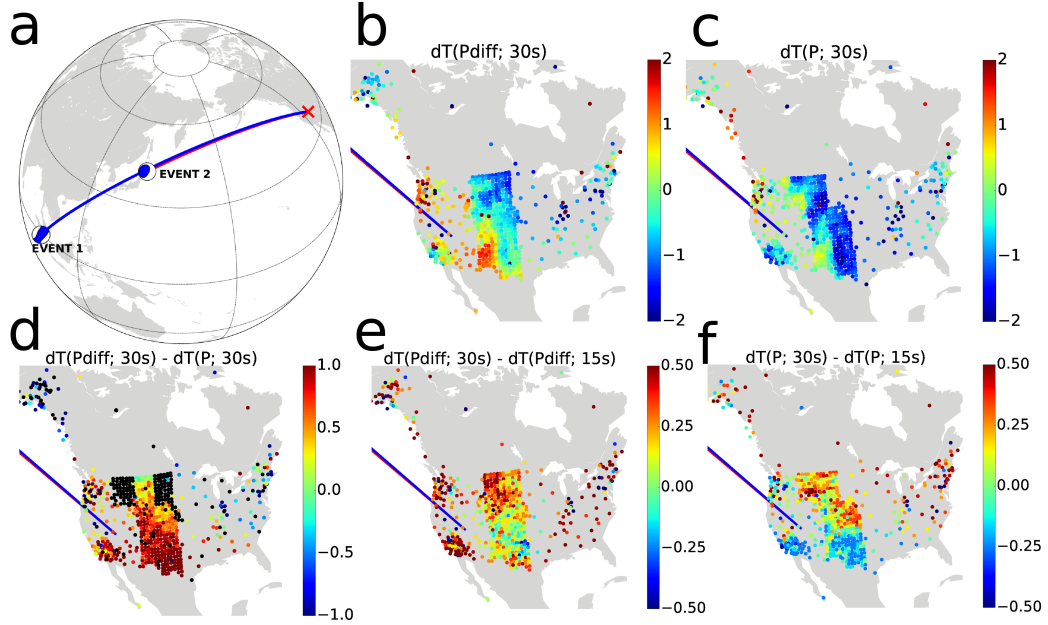 a
EVENT 1
EVENT 2
b
dT(Pdiff; 30s)
2
1
0
−1
−2
c
dT(P; 30s)
2
1
0
−1
−2
d
dT(Pdiff; 30s) - dT(P; 30s)
1.0
0.5
0.0
−0.5
−1.0
e
dT(Pdiff; 30s) - dT(Pdiff; 15s)
0.50
0.25
0.00
−0.25
−0.50
f
dT(P; 30s) - dT(P; 15s)
0.50
0.25
0.00
−0.25
−0.50